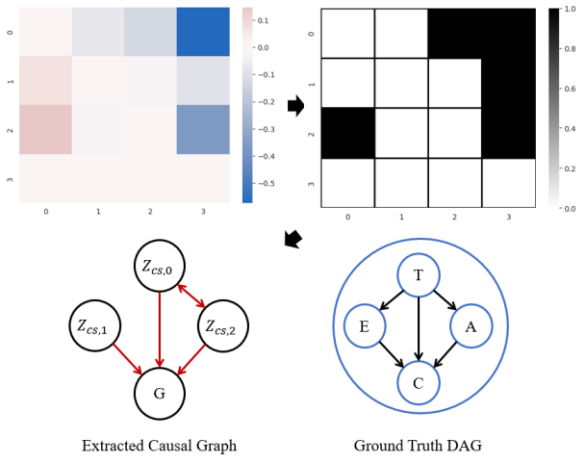 0
1
2
3
0 1 2 3
0.1
0.0
−0.1
−0.2
−0.3
−0.4
−0.5
0
1
2
3
0 1 2 3
1.0
0.8
0.6
0.4
0.2
0.0
Z_{cs,0}
Z_{cs,1} Z_{cs,2}
G
T
E A
C
Extracted Causal Graph Ground Truth DAG